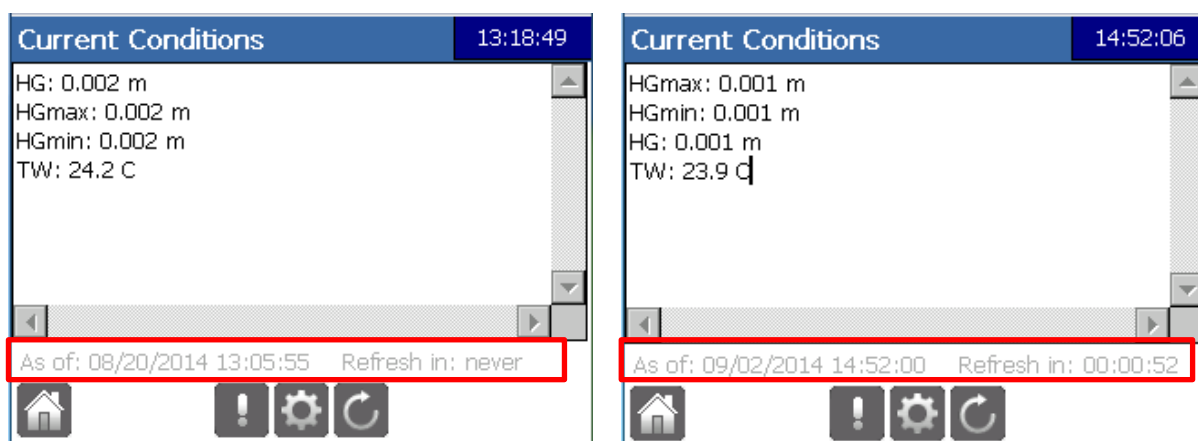 Current Conditions 13:18:49
HG: 0.002 m
HGmax: 0.002 m
HGmin: 0.002 m
TW: 24.2 C
As of: 08/20/2014 13:05:55 Refresh in: never
Current Conditions 14:52:06
HGmax: 0.001 m
HGmin: 0.001 m
HG: 0.001 m
TW: 23.9 C
As of: 09/02/2014 14:52:00 Refresh in: 00:00:52